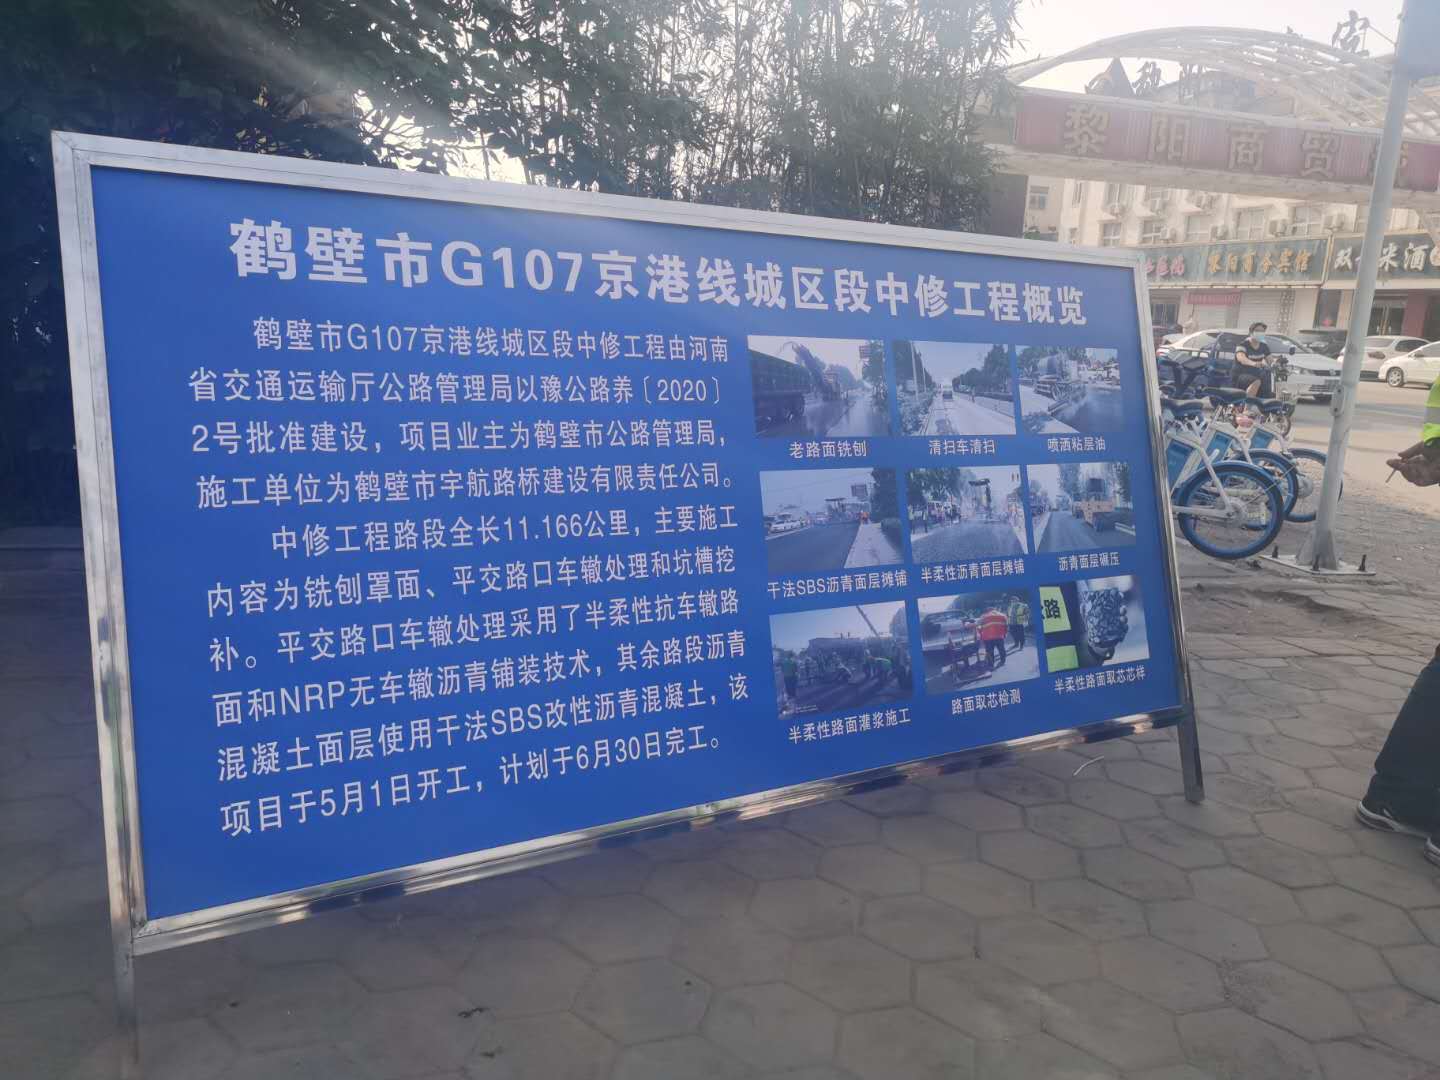 鹤壁市G107京港线城区段中修工程概览
鹤壁市G107京港线城区段中修工程由河南
省交通运输厅公路管理局以豫公路养〔2020〕
2号批准建设，项目业主为鹤壁市公路管理局，
施工单位为鹤壁市宇航路桥建设有限责任公司。
中修工程路段全长11.166公里，主要施工
内容为铣刨罩面、平交路口车辙处理和坑槽挖
补。平交路口车辙处理采用了半柔性抗车辙路
面和NRP无车辙沥青铺装技术，其余路段沥青
混凝土面层使用干法SBS改性沥青混凝土，该
项目于5月1日开工，计划于6月30日完工。
老路面铣刨
清扫车清扫
喷洒粘层油
干法SBS沥青面层摊铺
半柔性沥青面层摊铺
沥青面层碾压
半柔性路面灌浆施工
路面取芯检测
半柔性路面取芯芯样
公路
黎阳商贸
黎阳商务宾馆